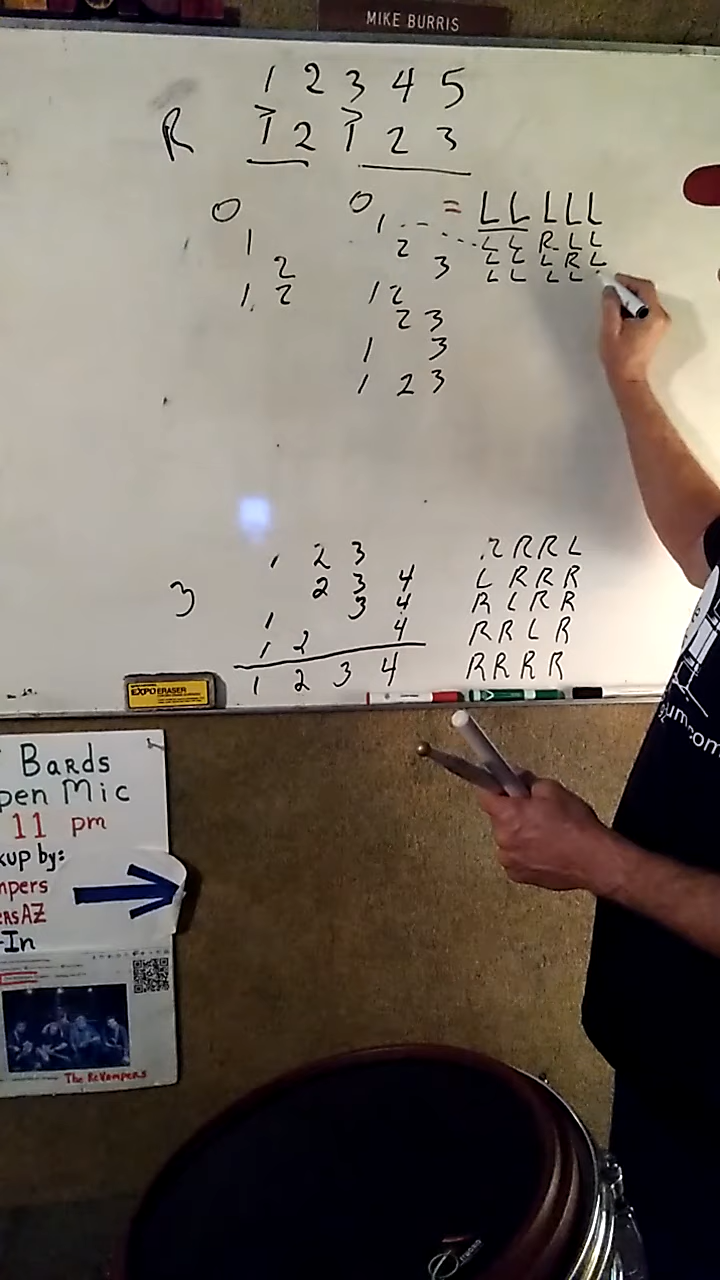 MIKE BURRIS
1 2 3 4 5
R 1 2 1 2 3
0 0 = L L L L L
1 1 L L R L L
2 2 L L L R L
3 L L L L
1 2 1 2
2 3
1 3
1 2 3
3
1 2 3 R R R L
2 3 4 L R R R
1 3 4 R L R R
1 2 4 R R L R
1 2 3 4 R R R R
EXPO ERASER
Bards
pen Mic
11 pm
kup by:
mpers
ersAZ
-In
The ReVampers
um.com